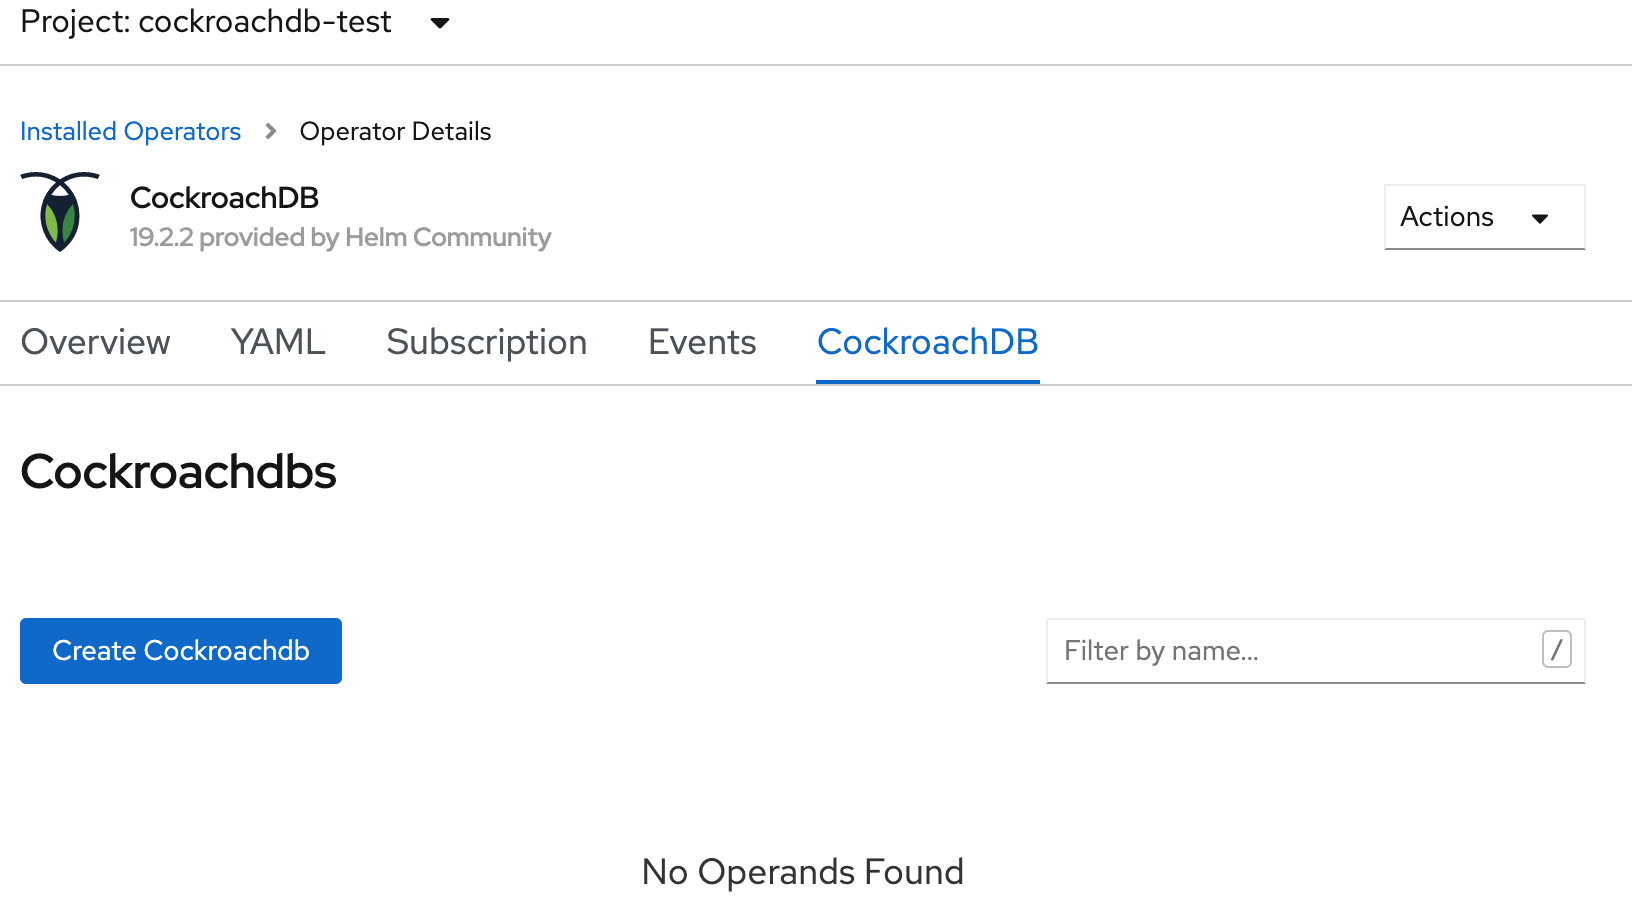 Project: cockroachdb-test
Installed Operators > Operator Details
CockroachDB
19.2.2 provided by Helm Community
Actions
Overview YAML Subscription Events CockroachDB
Cockroachdbs
Create Cockroachdb Filter by name... /
No Operands Found